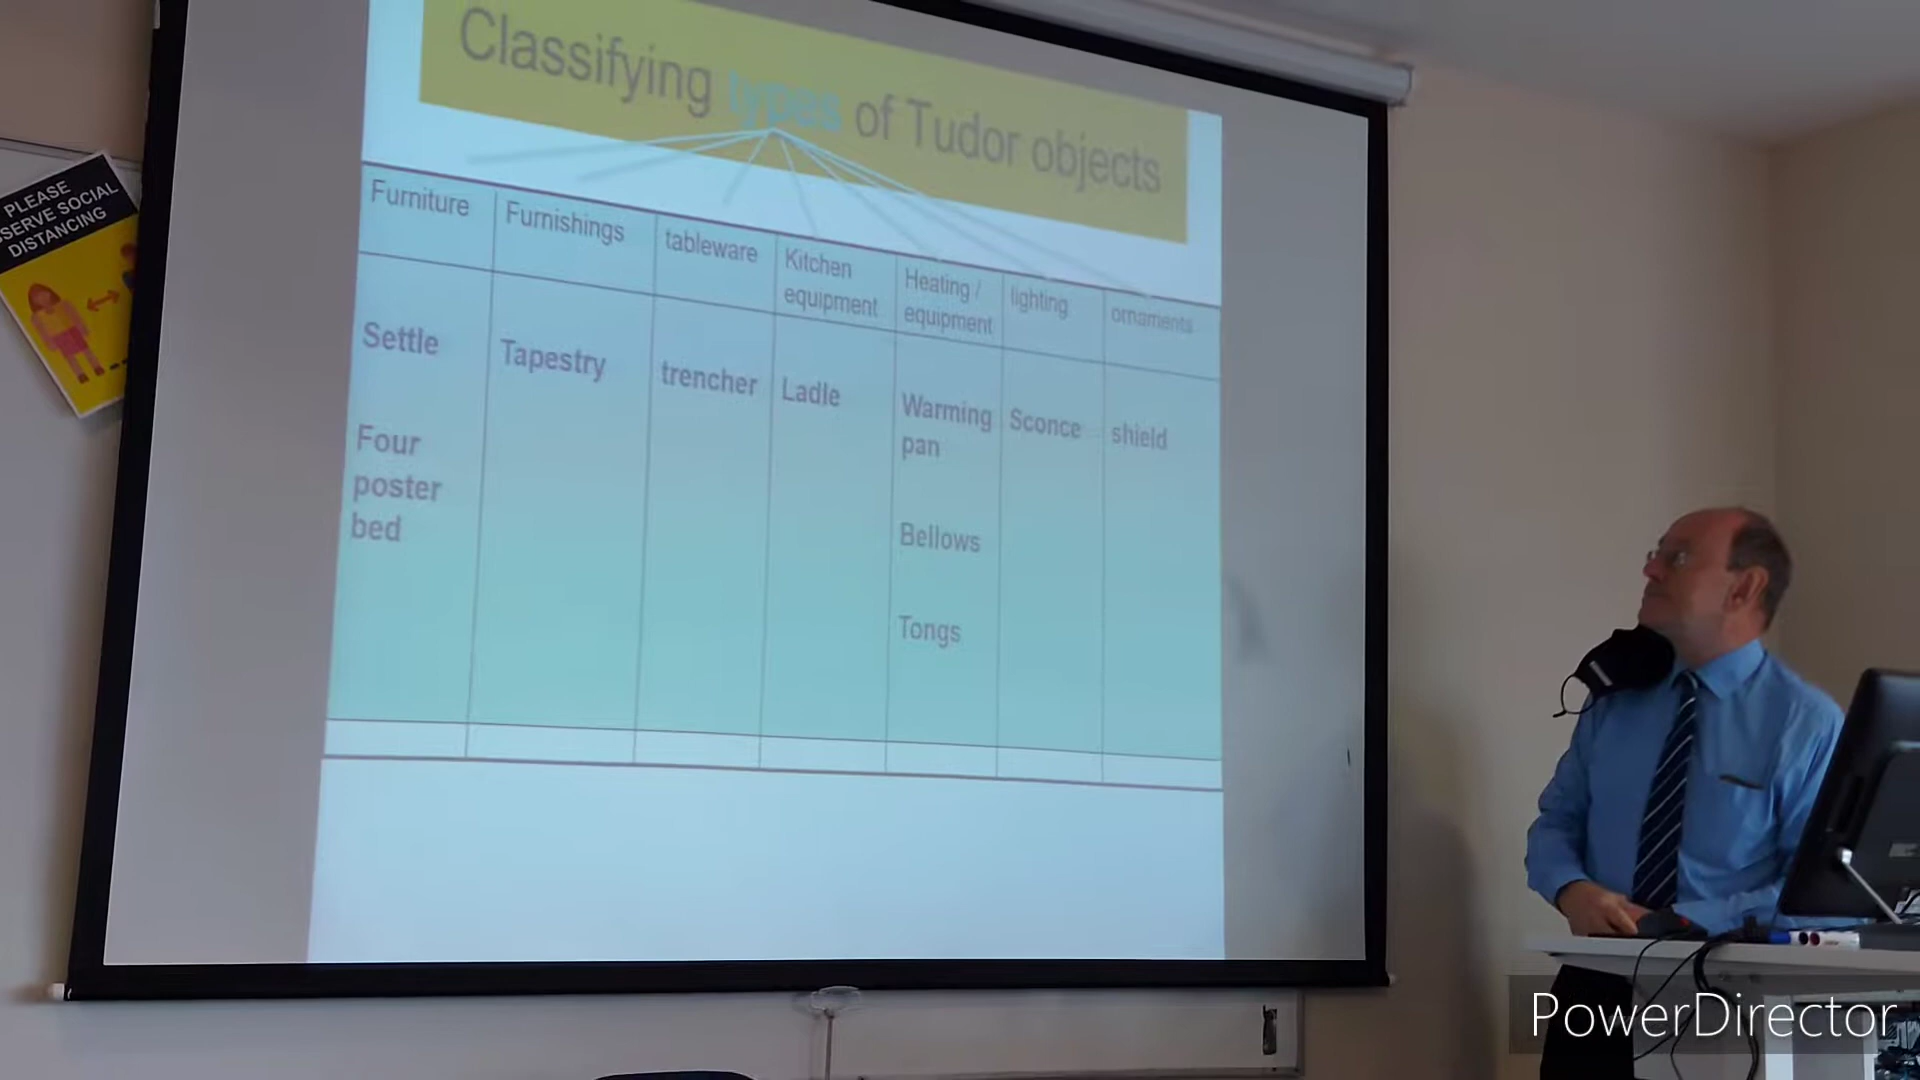 Classifying types of Tudor objects
Furniture
Furnishings
tableware
Kitchen
equipment
Heating /
equipment
lighting
ornaments
Settle
Four
poster
bed
Tapestry
trencher
Ladle
Warming
pan
Bellows
Tongs
Sconce
shield
PLEASE
SERVE SOCIAL
DISTANCING
PowerDirector